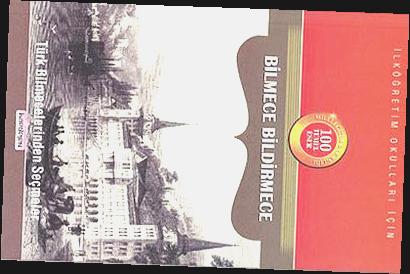 İLKÖĞRETİM OKULLARI İÇİN
100
TEMEL
ESER
BİLMECE BİLDİRMECE
Türk Bilmecelerinden Seçmeler